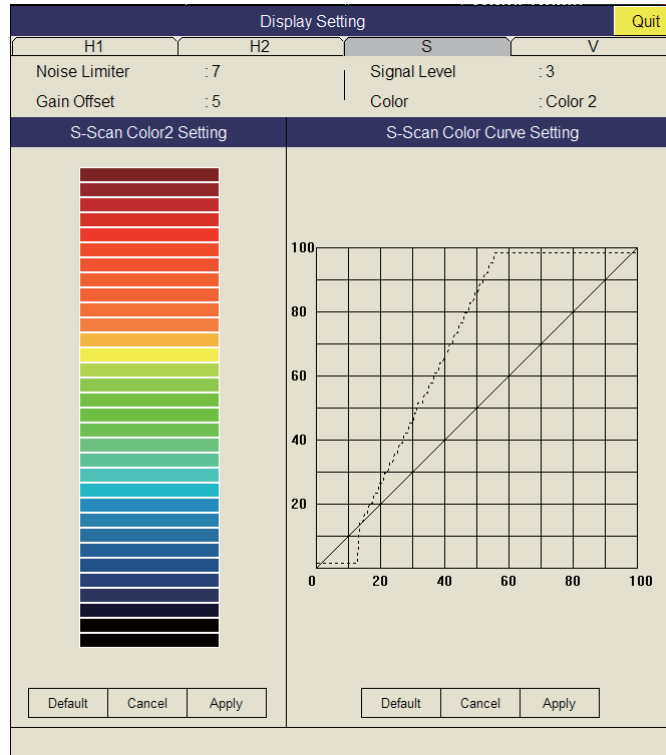 Display Setting
Quit
H1 H2 S V
Noise Limiter : 7 Signal Level : 3
Gain Offset : 5 Color : Color 2
S-Scan Color2 Setting
S-Scan Color Curve Setting
100
80
60
40
20
0 20 40 60 80 100
Default Cancel Apply
Default Cancel Apply